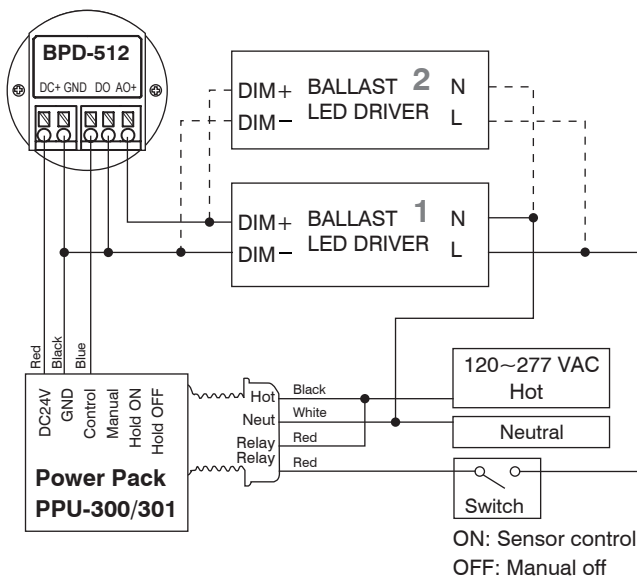 BPD-512
DC+ GND DO AO+
DIM+ BALLAST 2 N
DIM− LED DRIVER L
DIM+ BALLAST 1 N
DIM− LED DRIVER L
Red
Black
Blue
DC24V
GND
Control
Manual
Hold ON
Hold OFF
Power Pack
PPU-300/301
Hot
Neut
Relay
Relay
Black
White
Red
Red
120~277 VAC
Hot
Neutral
Switch
ON: Sensor control
OFF: Manual off